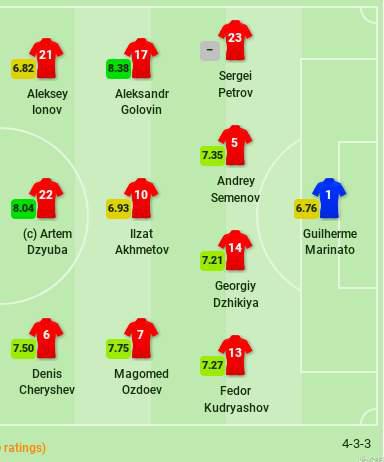 23
–
Sergei
Petrov
21
6.82
Aleksey
Ionov
17
8.38
Aleksandr
Golovin
5
7.35
Andrey
Semenov
22
8.04
(c) Artem
Dzyuba
10
6.93
Ilzat
Akhmetov
1
6.76
Guilherme
Marinato
14
7.21
Georgiy
Dzhikiya
6
7.50
Denis
Cheryshev
7
7.75
Magomed
Ozdoev
13
7.27
Fedor
Kudryashov
ratings)
4-3-3